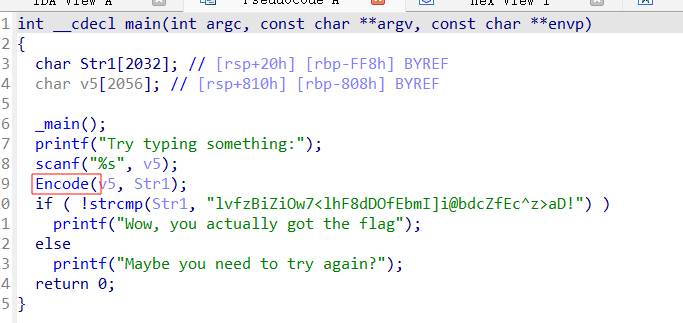 IDA View A Pseudocode A Hex View 1
1 int __cdecl main(int argc, const char **argv, const char **envp)
2 {
3 char Str1[2032]; // [rsp+20h] [rbp-FF8h] BYREF
4 char v5[2056]; // [rsp+810h] [rbp-808h] BYREF
5
6 _main();
7 printf("Try typing something:");
8 scanf("%s", v5);
9 Encode(v5, Str1);
0 if ( !strcmp(Str1, "lvfzBiZiOw7<lhF8dDOfEbmI]i@bdcZfEc^z>aD!") )
1 printf("Wow, you actually got the flag");
2 else
3 printf("Maybe you need to try again?");
4 return 0;
5 }